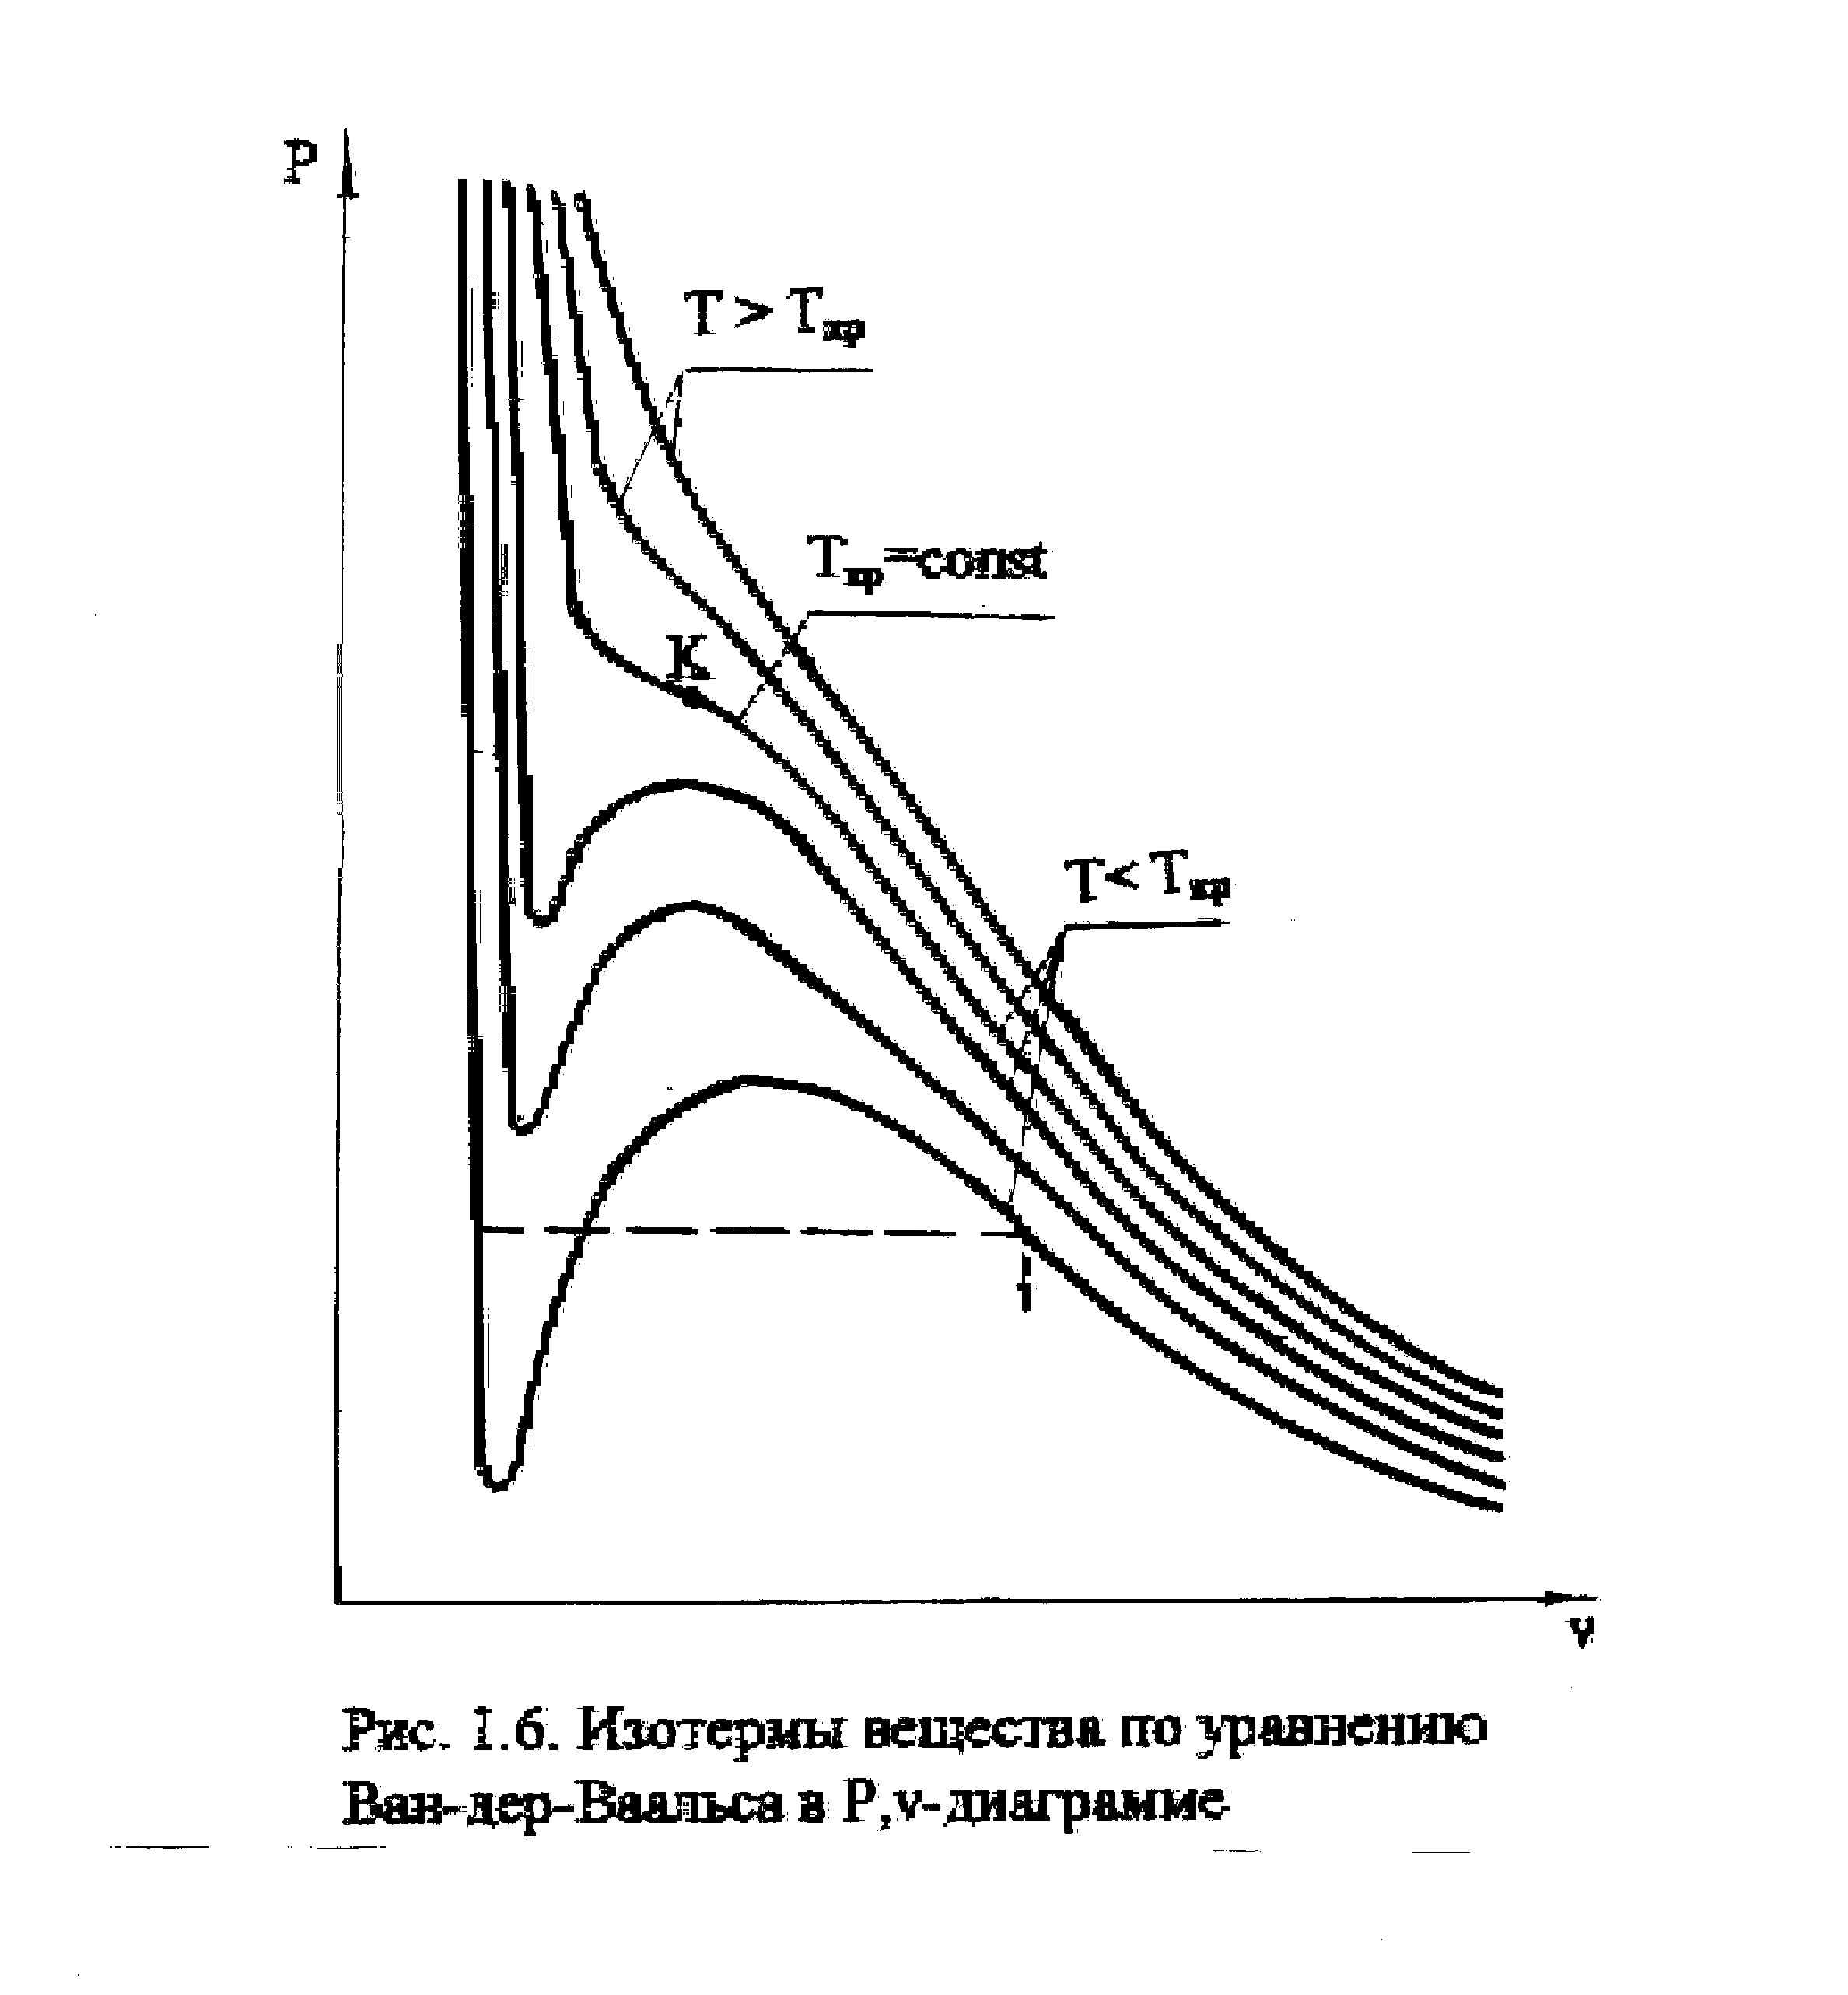 P
T > Tкр
Tкр=const
K
T< Tкр
v
Рис. 1.6. Изотермы вещества по уравнению
Ван-дер-Ваальса в P,v-диаграмме